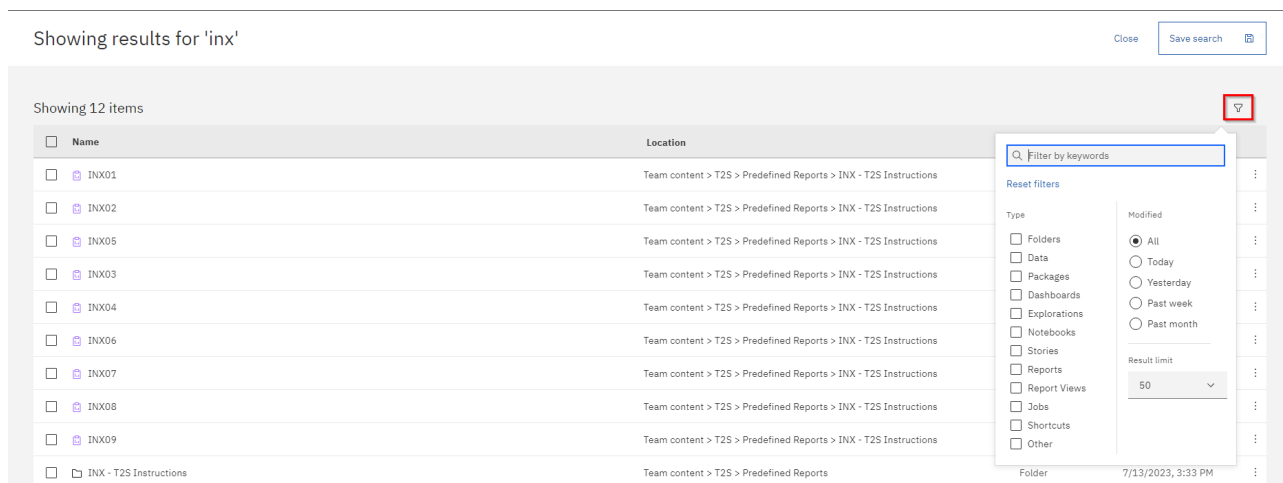 Showing results for 'inx'
Close
Save search
Showing 12 items
Name
Location
INX01
Team content > T2S > Predefined Reports > INX - T2S Instructions
INX02
Team content > T2S > Predefined Reports > INX - T2S Instructions
INX05
Team content > T2S > Predefined Reports > INX - T2S Instructions
INX03
Team content > T2S > Predefined Reports > INX - T2S Instructions
INX04
Team content > T2S > Predefined Reports > INX - T2S Instructions
INX06
Team content > T2S > Predefined Reports > INX - T2S Instructions
INX07
Team content > T2S > Predefined Reports > INX - T2S Instructions
INX08
Team content > T2S > Predefined Reports > INX - T2S Instructions
INX09
Team content > T2S > Predefined Reports > INX - T2S Instructions
INX - T2S Instructions
Team content > T2S > Predefined Reports
Folder
7/13/2023, 3:33 PM
Filter by keywords
Reset filters
Type
Folders
Data
Packages
Dashboards
Explorations
Notebooks
Stories
Reports
Report Views
Jobs
Shortcuts
Other
Modified
All
Today
Yesterday
Past week
Past month
Result limit
50